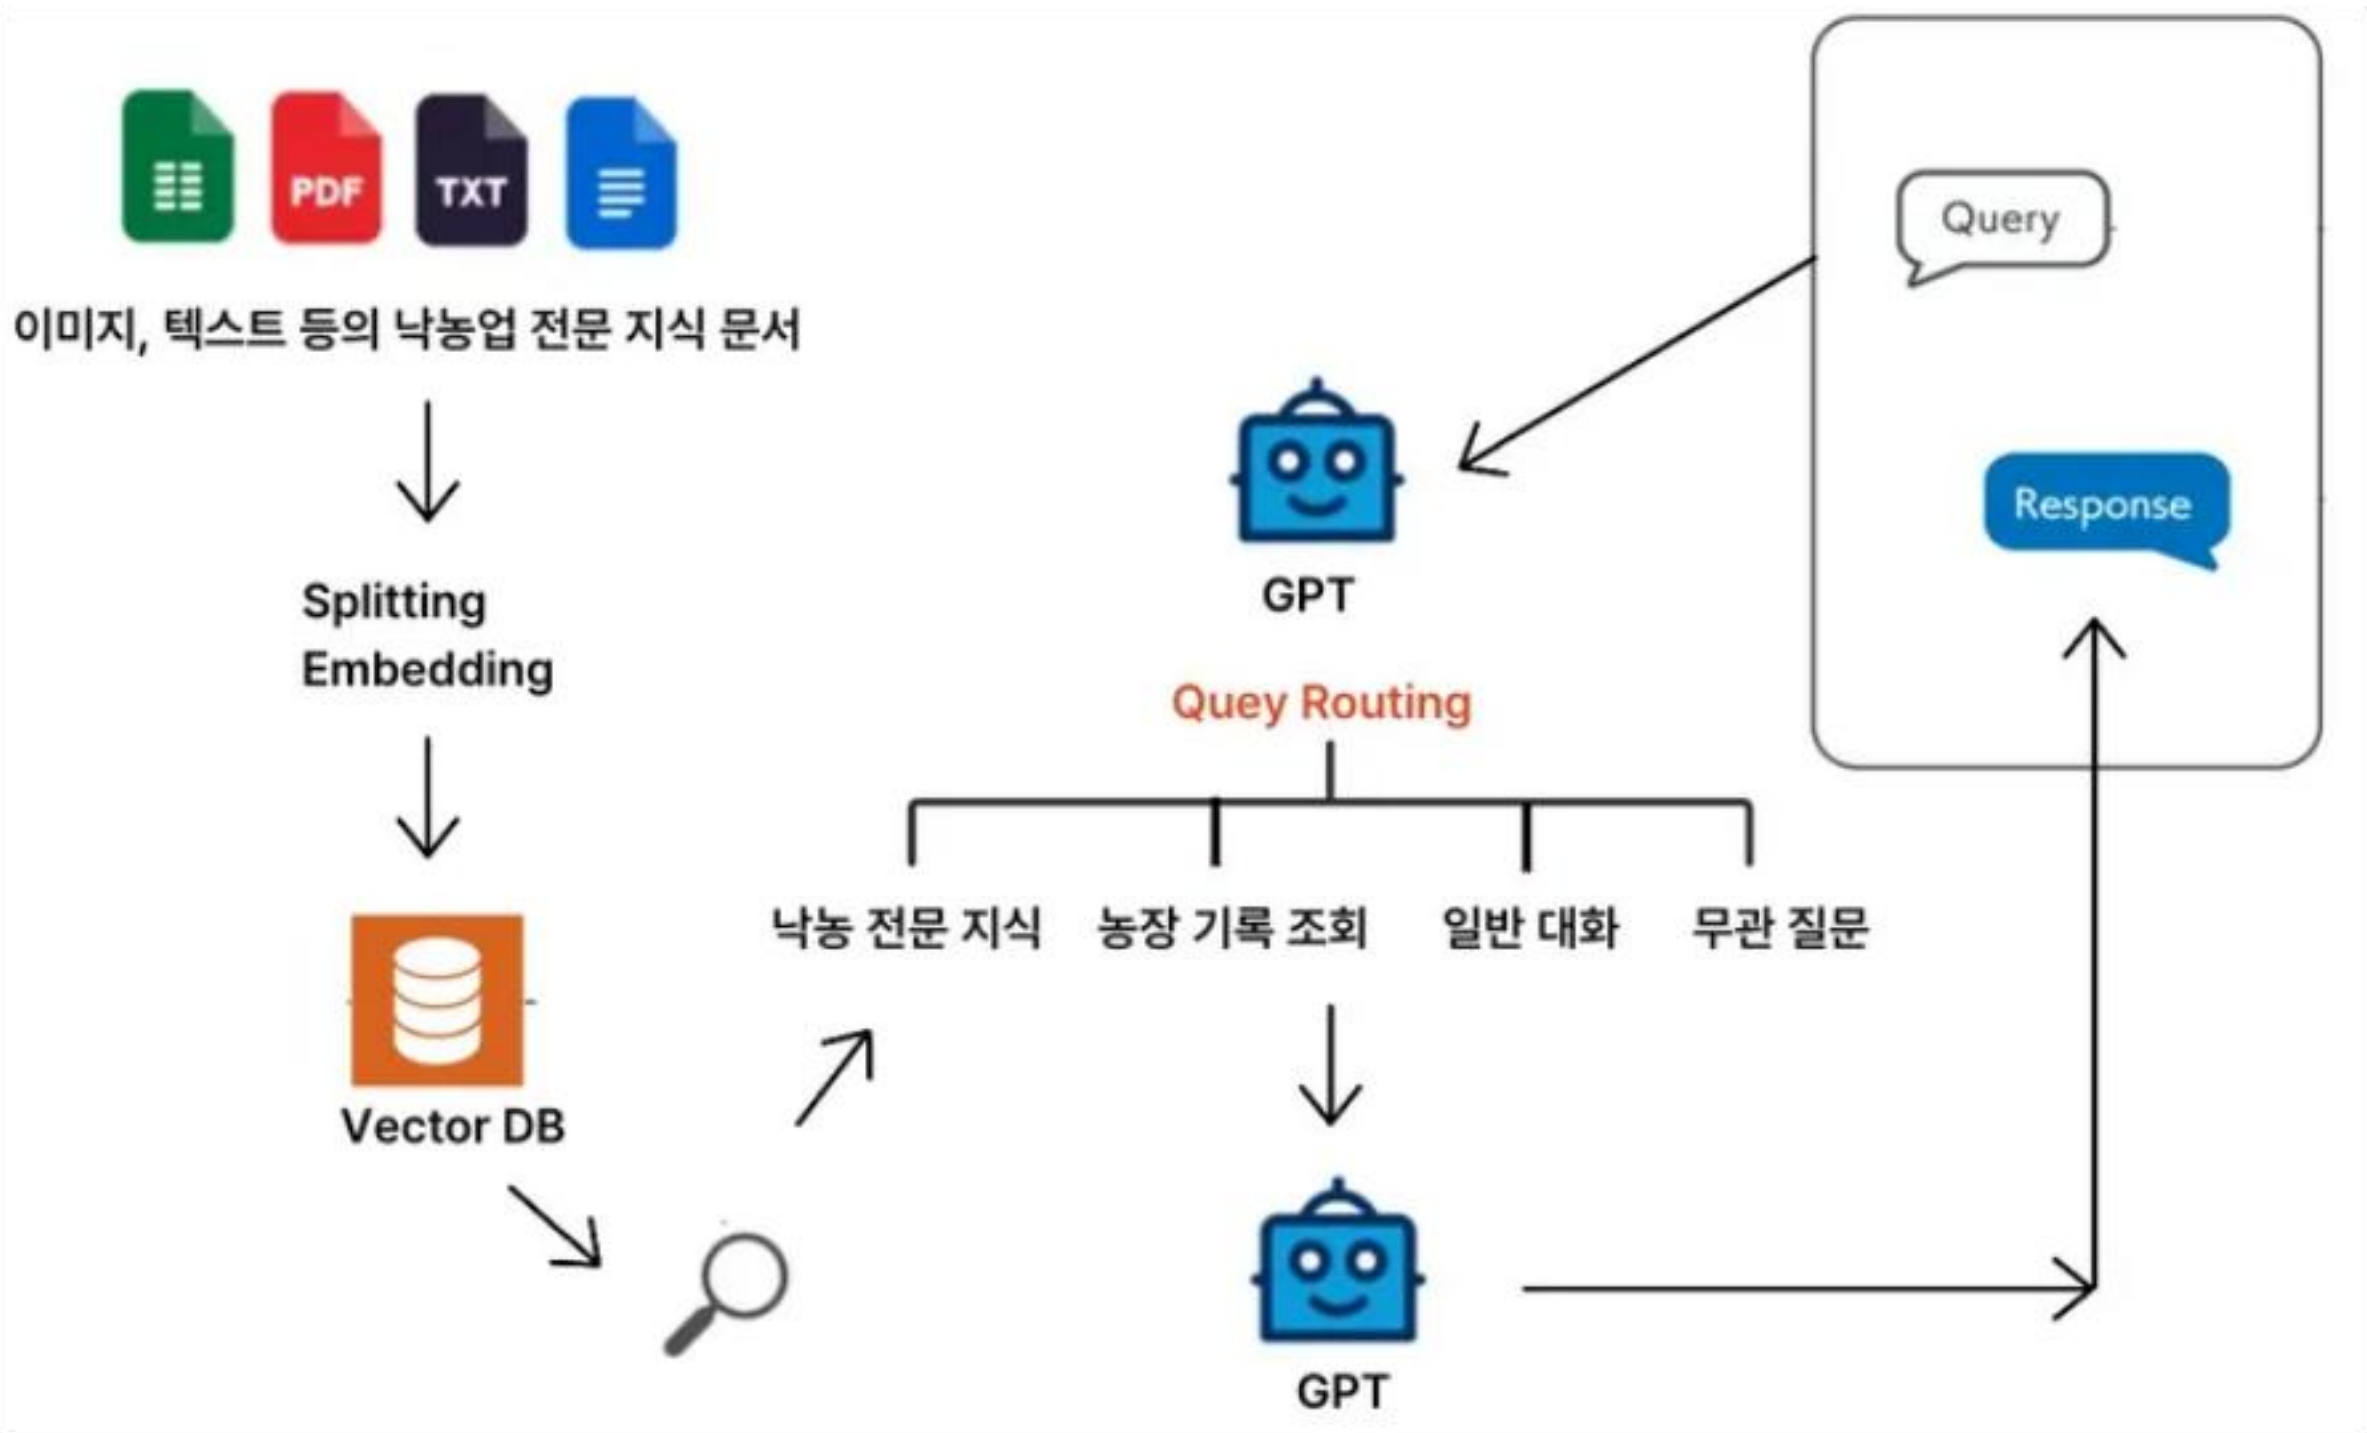 PDF
TXT
이미지, 텍스트 등의 낙농업 전문 지식 문서
Splitting
Embedding
Vector DB
Query
Response
GPT
Quey Routing
낙농 전문 지식
농장 기록 조회
일반 대화
무관 질문
GPT